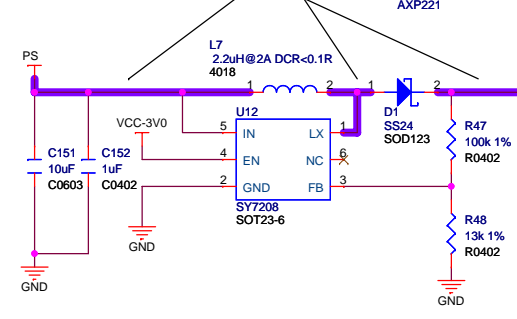 AXP221
PS
L7
2.2uH@2A DCR<0.1R
4018
1
2
1
2
D1
SS24
SOD123
VCC-3V0
U12
5
IN
LX
1
4
EN
NC
6
2
GND
FB
3
SY7208
SOT23-6
C151
10uF
C0603
C152
1uF
C0402
R47
100k 1%
R0402
R48
13k 1%
R0402
GND
GND
GND